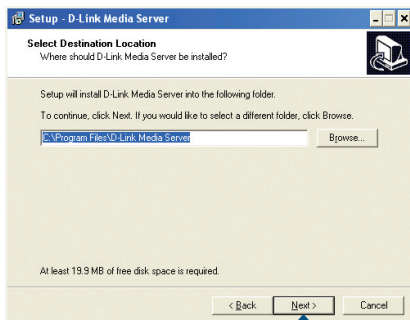 Setup - D-Link Media Server
Select Destination Location
Where should D-Link Media Server be installed?
Setup will install D-Link Media Server into the following folder.
To continue, click Next. If you would like to select a different folder, click Browse.
C:\Program Files\D-Link Media Server
Browse...
At least 19.9 MB of free disk space is required.
< Back
Next >
Cancel